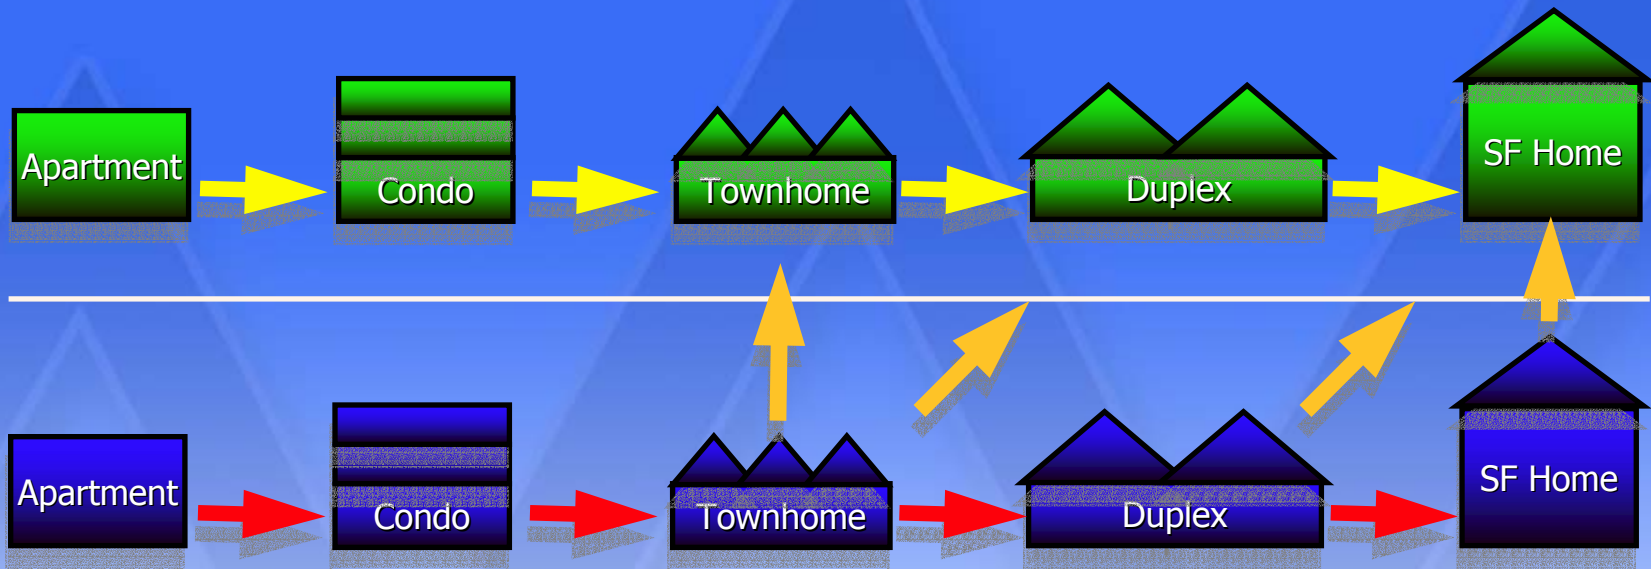 Apartment
Condo
Townhome
Duplex
SF Home
Apartment
Condo
Townhome
Duplex
SF Home